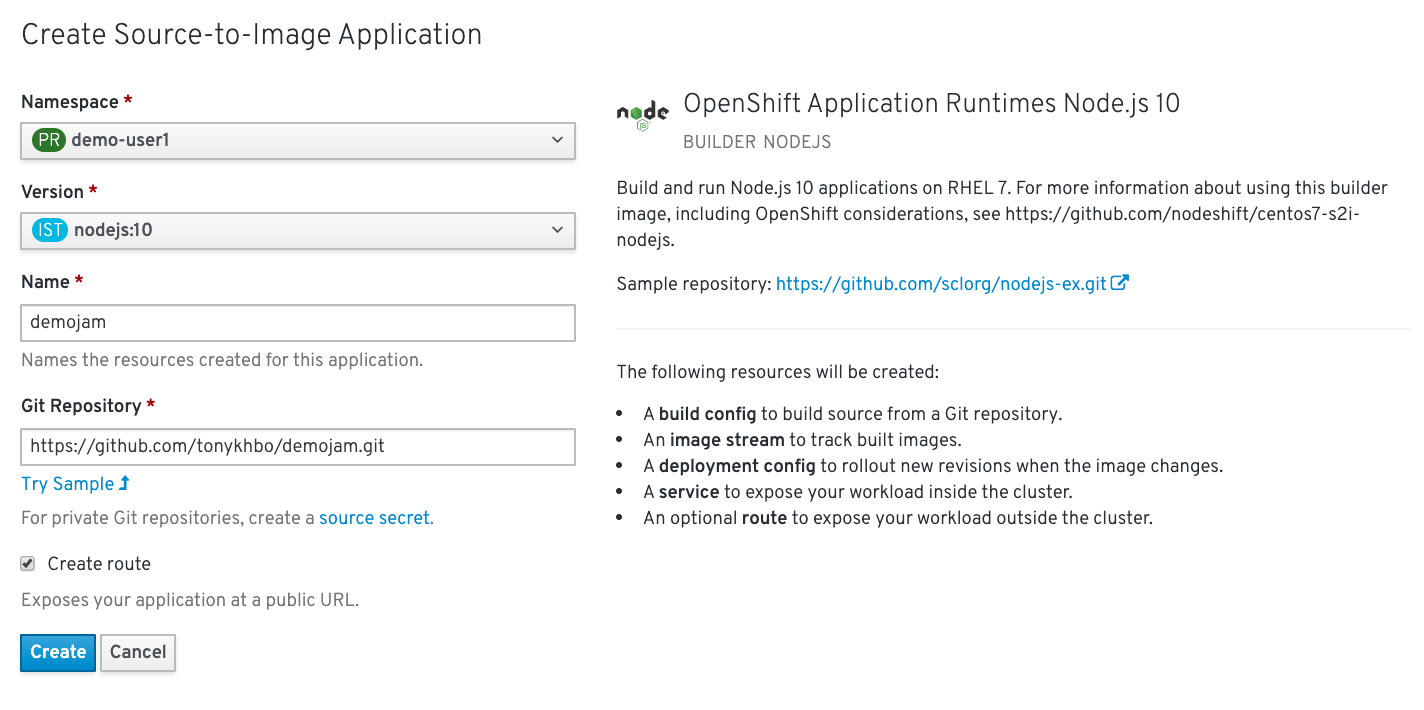 Create Source-to-Image Application
Namespace *
PR demo-user1
Version *
IST nodejs:10
Name *
demojam
Names the resources created for this application.
Git Repository *
https://github.com/tonykhbo/demojam.git
Try Sample
For private Git repositories, create a source secret.
Create route
Exposes your application at a public URL.
Create Cancel
node
JS
OpenShift Application Runtimes Node.js 10
BUILDER NODEJS
Build and run Node.js 10 applications on RHEL 7. For more information about using this builder
image, including OpenShift considerations, see https://github.com/nodeshift/centos7-s2i-
nodejs.
Sample repository: https://github.com/sclorg/nodejs-ex.git
The following resources will be created:
• A build config to build source from a Git repository.
• An image stream to track built images.
• A deployment config to rollout new revisions when the image changes.
• A service to expose your workload inside the cluster.
• An optional route to expose your workload outside the cluster.